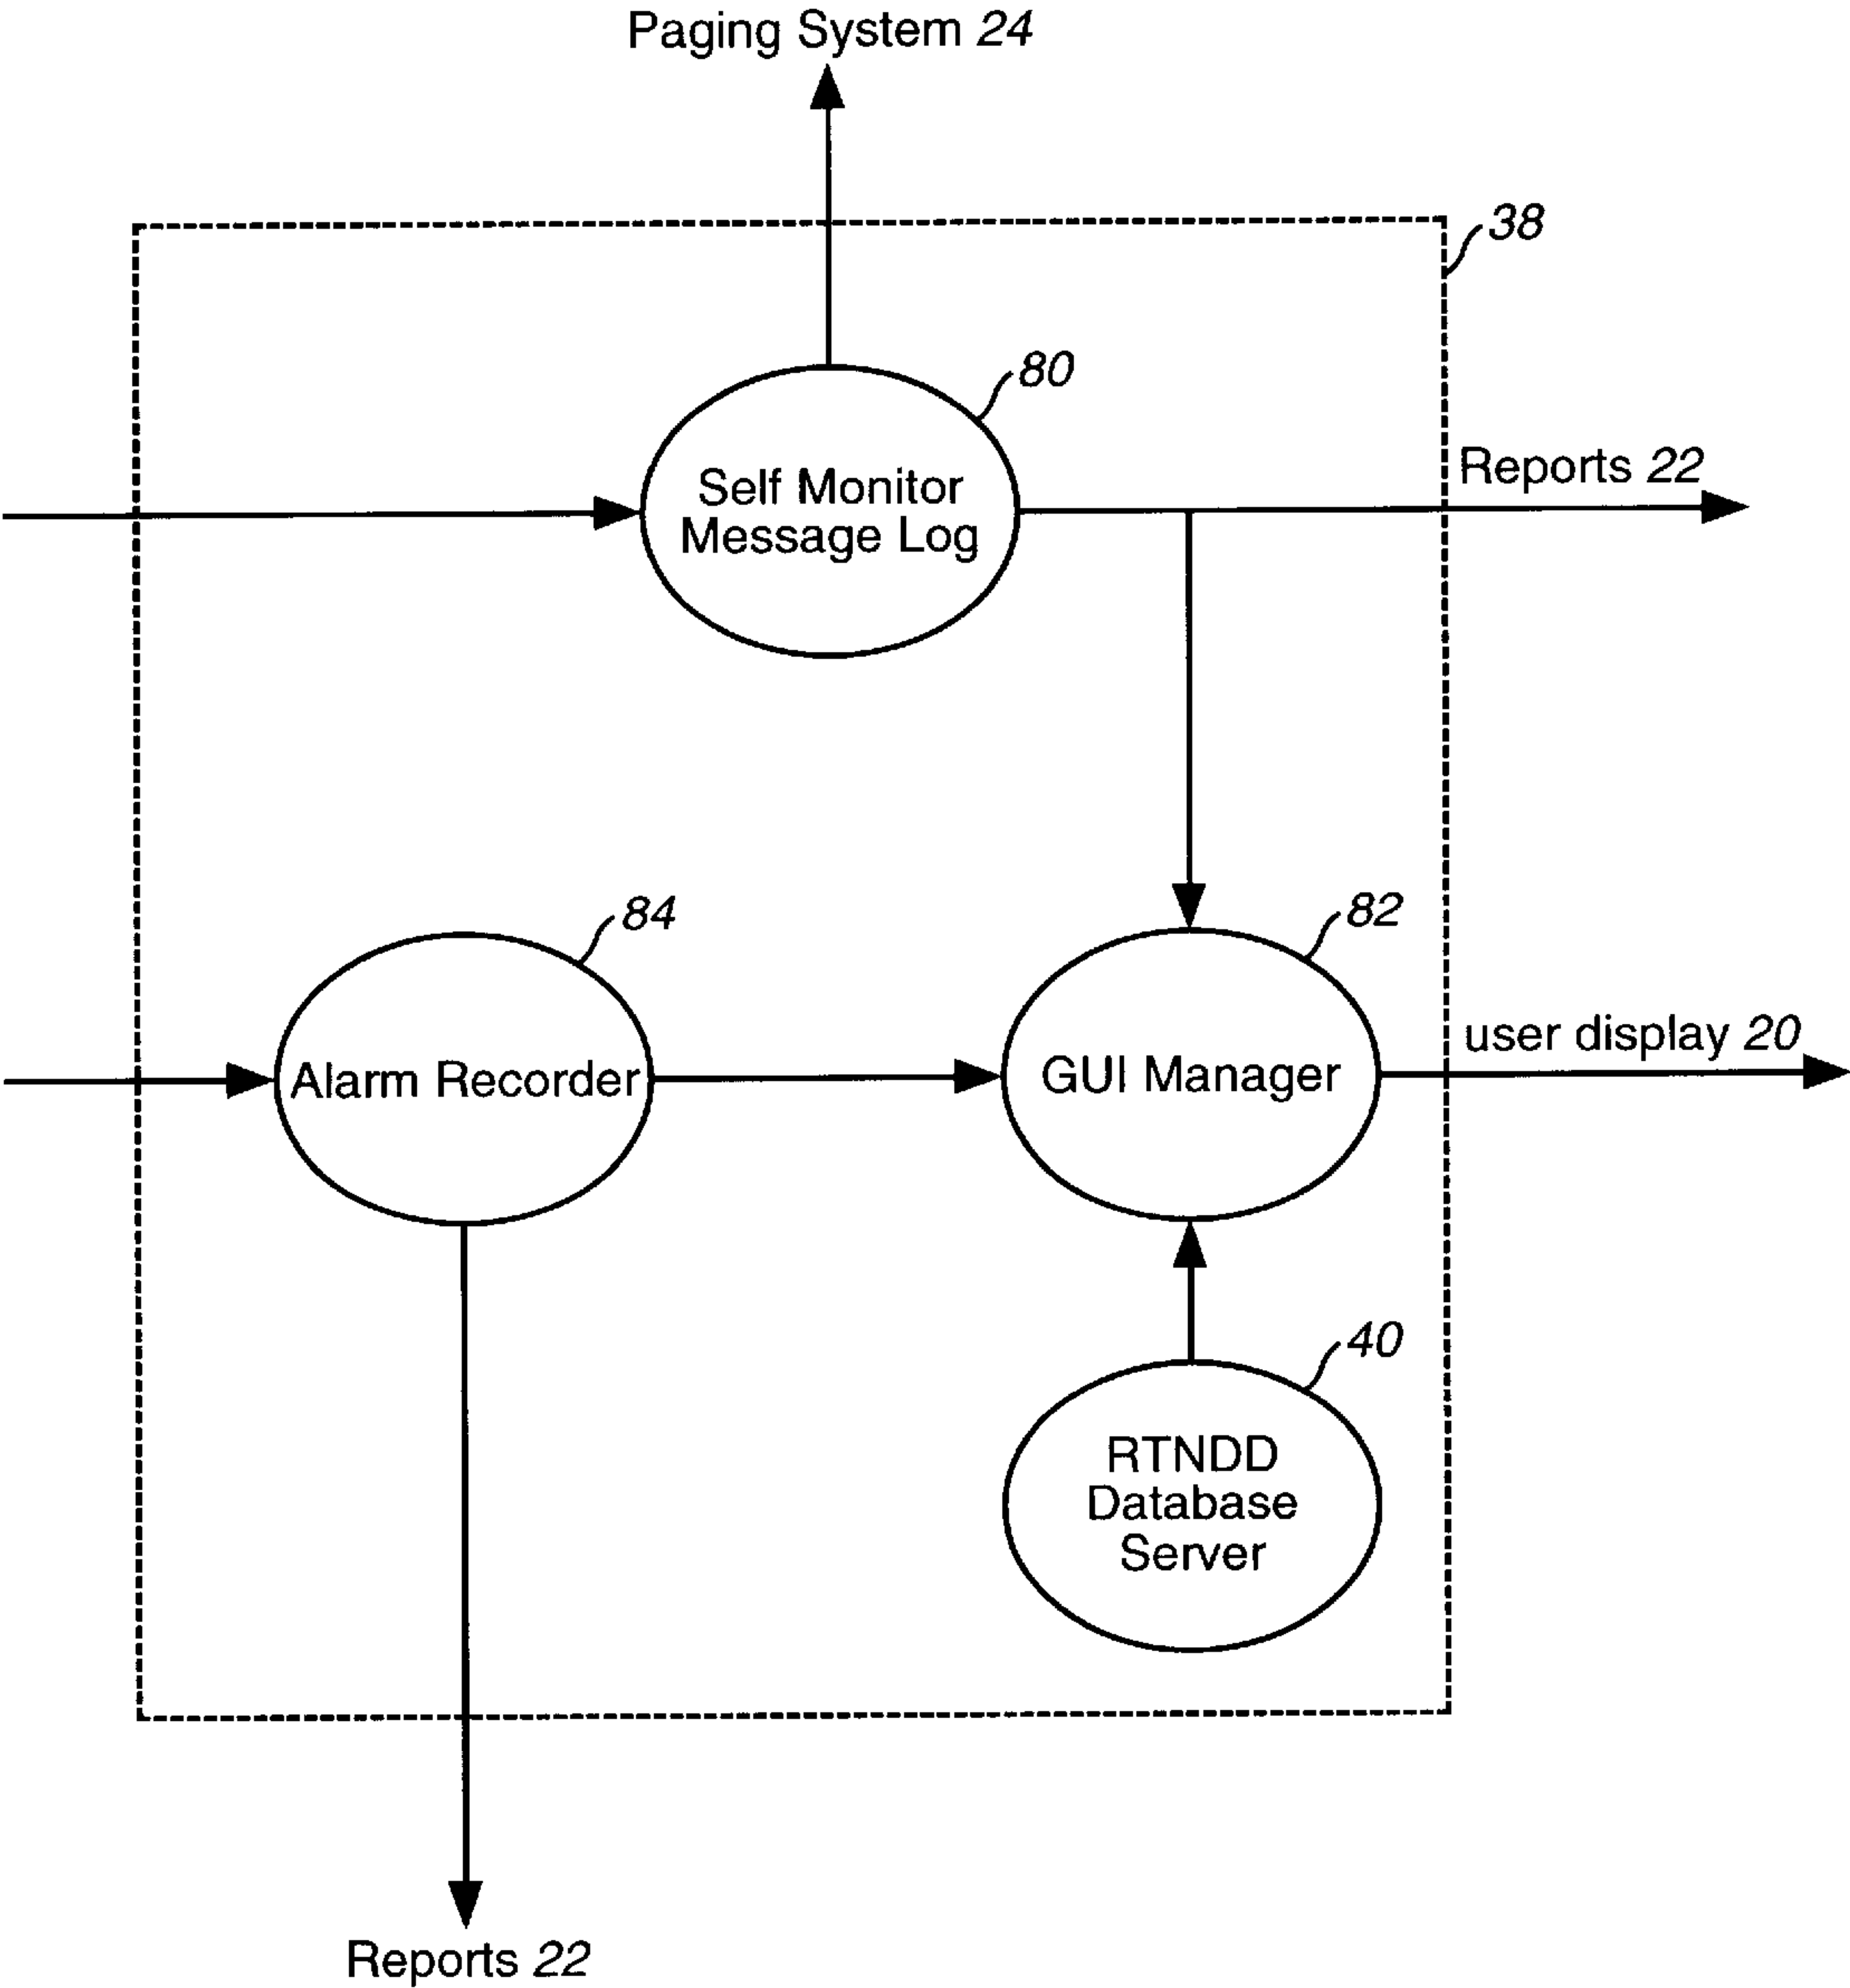 Paging System 24
38
80
Self Monitor
Message Log
Reports 22
84
82
Alarm Recorder
GUI Manager
user display 20
40
RTNDD
Database
Server
Reports 22